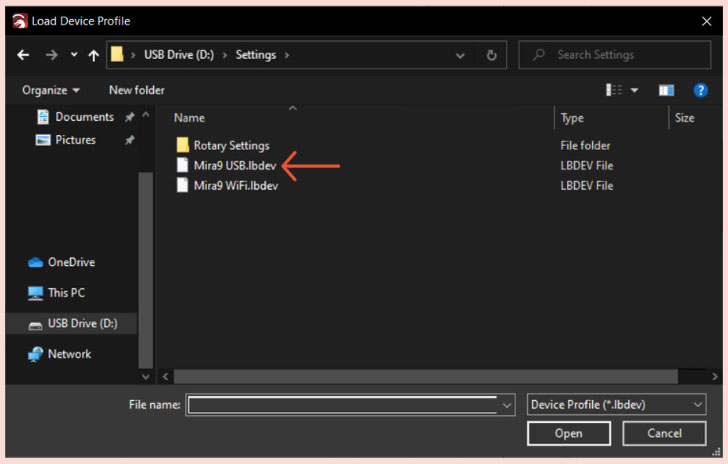 Load Device Profile
USB Drive (D:) Settings
Search Settings
Organize New folder
Documents
Pictures
OneDrive
This PC
USB Drive (D:)
Network
Name Type Size
Rotary Settings File folder
Mira9 USB.lbdev LBDEV File
Mira9 WiFi.lbdev LBDEV File
File name: Device Profile (*.lbdev)
Open Cancel